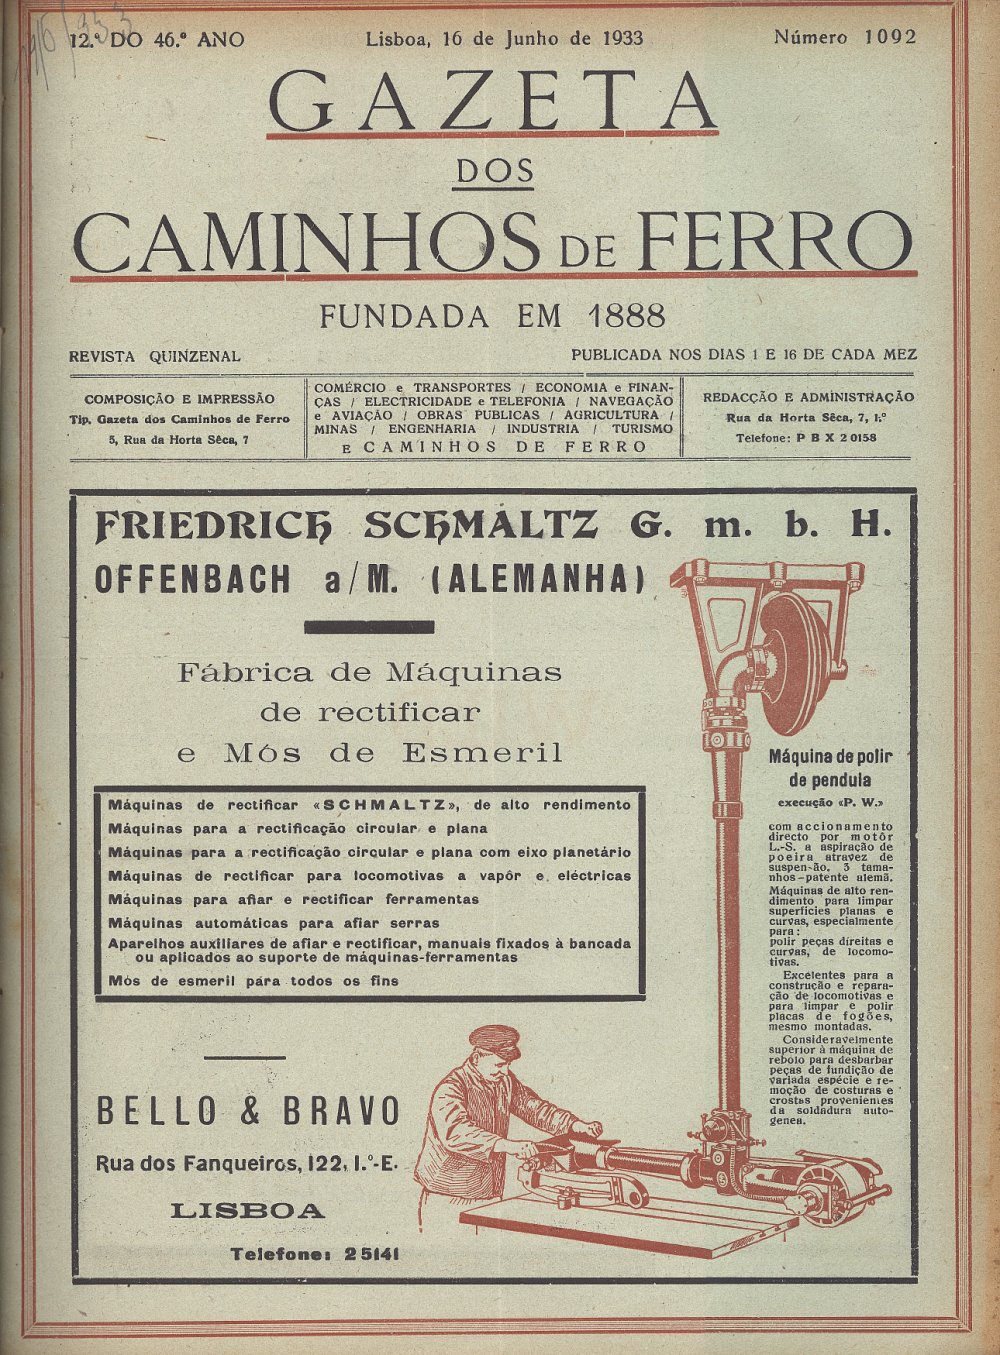 12.º DO 46.º ANO
Lisboa, 16 de Junho de 1933
Número 1092
GAZETA
DOS
CAMINHOS DE FERRO
FUNDADA EM 1888
REVISTA QUINZENAL
PUBLICADA NOS DIAS 1 E 16 DE CADA MEZ
COMPOSIÇÃO E IMPRESSÃO
Tip. Gazeta dos Caminhos de Ferro
5, Rua da Horta Sêca, 7
COMÉRCIO e TRANSPORTES / ECONOMIA e FINAN-
ÇAS / ELECTRICIDADE e TELEFONIA / NAVEGAÇÃO
e AVIAÇÃO / OBRAS PUBLICAS / AGRICULTURA /
MINAS / ENGENHARIA / INDUSTRIA / TURISMO
E CAMINHOS DE FERRO
REDACÇÃO E ADMINISTRAÇÃO
Rua da Horta Sêca, 7, 1.º
Telefone: P B X 2 0158
FRIEDRICH SCHMALTZ G. m. b. H.
OFFENBACH a/M. (ALEMANHA)
Fábrica de Máquinas
de rectificar
e Mós de Esmeril
Máquinas de rectificar «SCHMALTZ», de alto rendimento
Máquinas para a rectificação circular e plana
Máquinas para a rectificação circular e plana com eixo planetário
Máquinas de rectificar para locomotivas a vapôr e eléctricas
Máquinas para afiar e rectificar ferramentas
Máquinas automáticas para afiar serras
Aparelhos auxiliares de afiar e rectificar, manuais fixados à bancada
ou aplicados ao suporte de máquinas-ferramentas
Mós de esmeril para todos os fins
Máquina de polir
de pendula
execução «P. W.»
com accionamento
directo por motôr
L.-S. a aspiração de
poeira atravez de
suspensão. 3 tama-
nhos-patente alemã.
Máquinas de alto ren-
dimento para limpar
superfícies planas e
curvas, especialmente
para:
polir peças direitas e
curvas, de locomo-
tivas.
Excelentes para a
construção e repara-
ção de locomotivas e
para limpar e polir
placas de fogões,
mesmo montadas.
Consideravelmente
superior à máquina de
rebolo para desbarbar
peças de fundição de
variada espécie e re-
moção de costuras e
crostas provenientes
da soldadura auto-
genea.
BELLO & BRAVO
Rua dos Fanqueiros, 122, 1.º-E.
LISBOA
Telefone: 2 5141